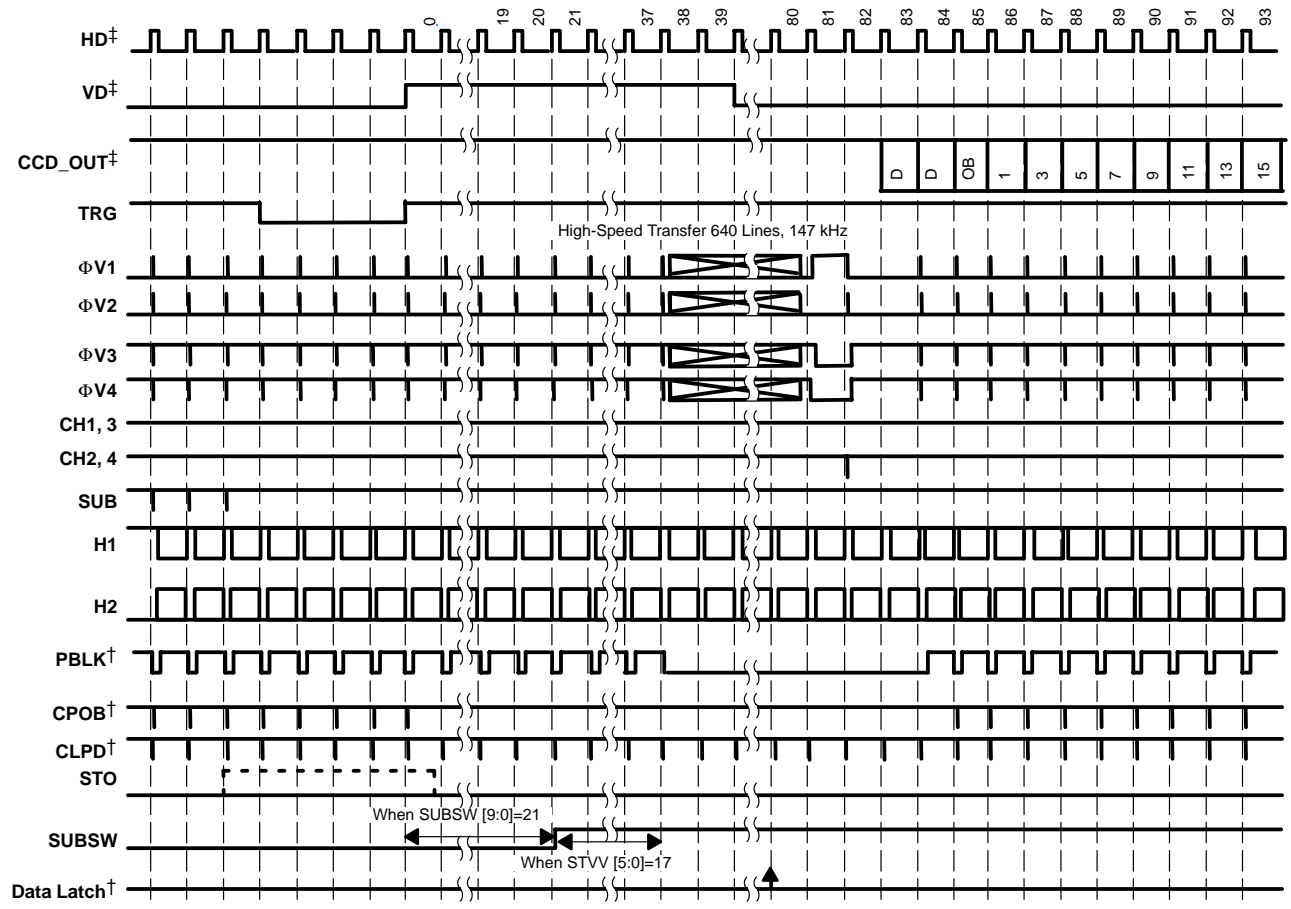 0. 19 20 21 37 38 39 80 81 82 83 84 85 86 87 88 89 90 91 92 93
HD‡
VD‡
CCD_OUT‡ D D OB 1 3 5 7 9 11 13 15
TRG
High-Speed Transfer 640 Lines, 147 kHz
ΦV1
ΦV2
ΦV3
ΦV4
CH1, 3
CH2, 4
SUB
H1
H2
PBLK†
CPOB†
CLPD†
STO
When SUBSW [9:0]=21
SUBSW
When STVV [5:0]=17
Data Latch†